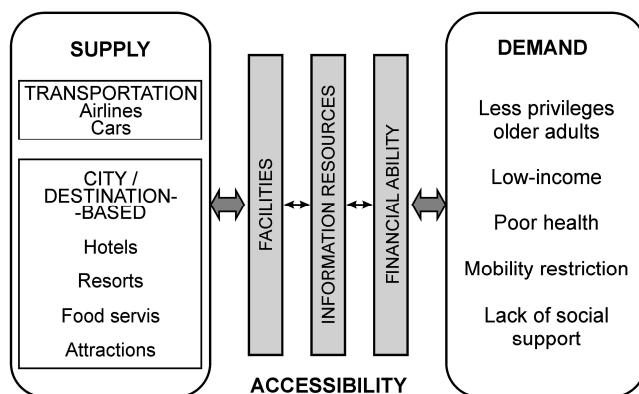 SUPPLY
TRANSPORTATION
Airlines
Cars
CITY /
DESTINATION-
-BASED
Hotels
Resorts
Food servis
Attractions
FACILITIES
INFORMATION RESOURCES
FINANCIAL ABILITY
ACCESSIBILITY
DEMAND
Less privileges
older adults
Low-income
Poor health
Mobility restriction
Lack of social
support